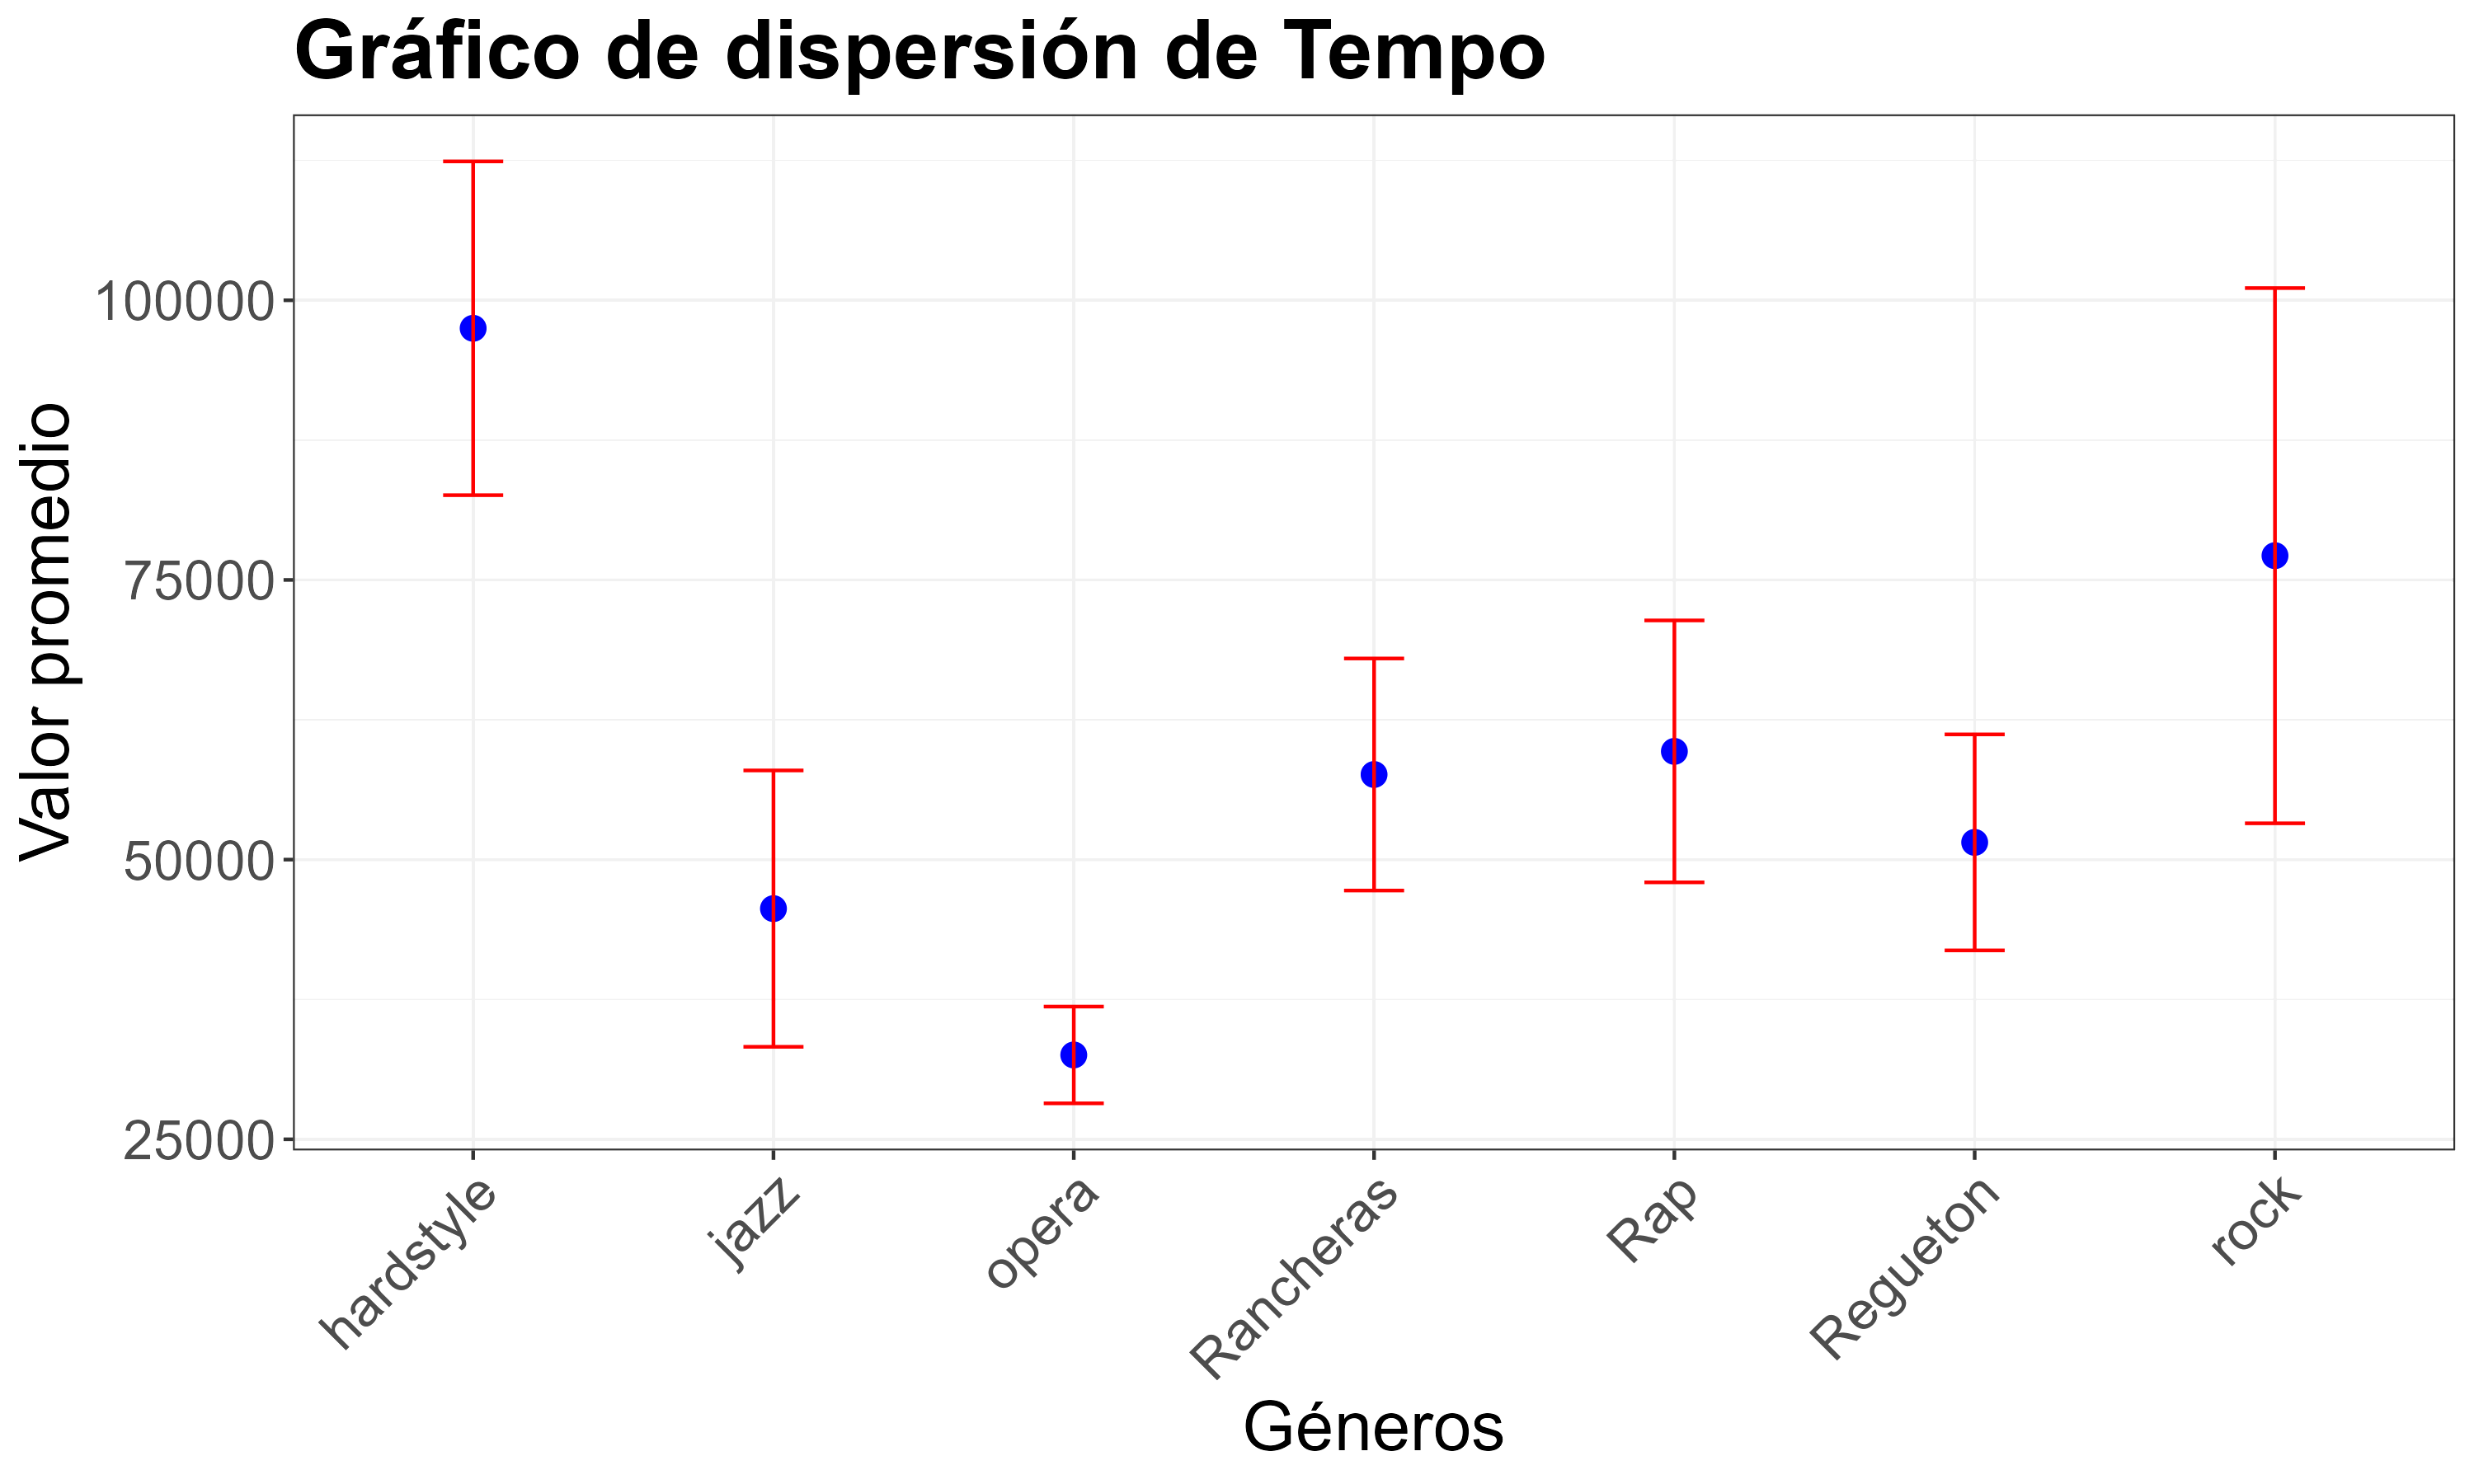 Gráfico de dispersión de Tempo
Valor promedio
100000
75000
50000
25000
hardstyle
jazz
opera
Rancheras
Rap
Regueton
rock
Géneros